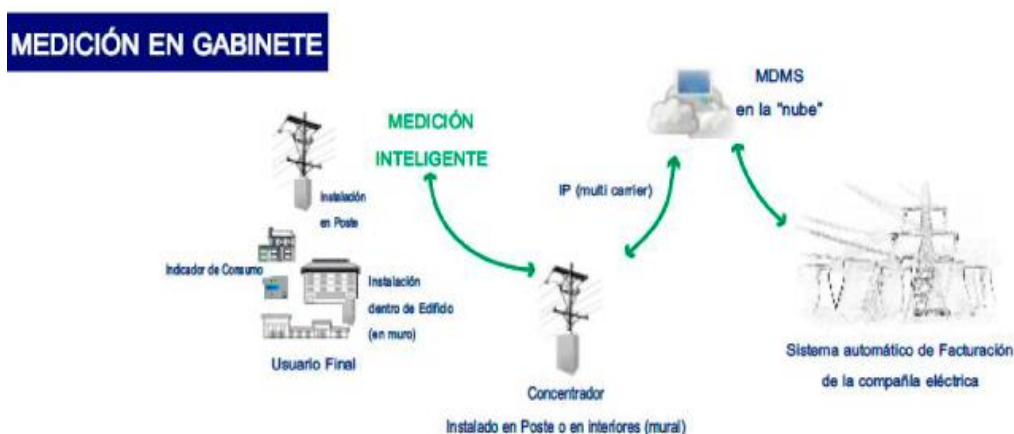 MEDICIÓN EN GABINETE
MEDICIÓN
INTELIGENTE
Instalación
en Poste
Indicador de Consumo
Instalación
dentro de Edificio
(en muro)
Usuario Final
Concentrador
Instalado en Poste o en interiores (mural)
IP (multi carrier)
MDMS
en la "nube"
Sistema automático de Facturación
de la compañía eléctrica